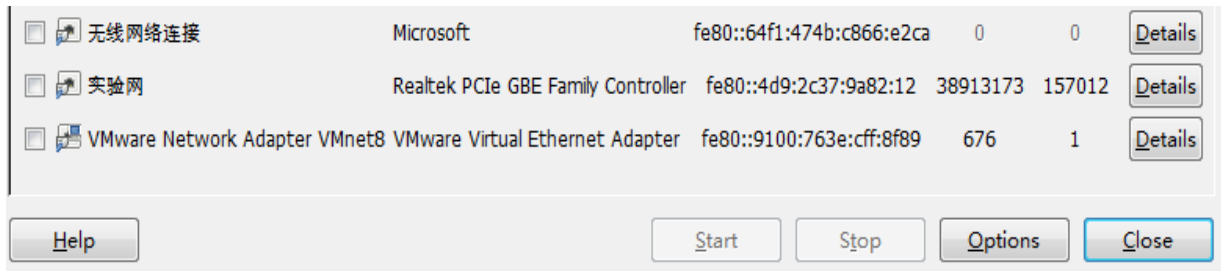 无线网络连接 Microsoft fe80::64f1:474b:c866:e2ca 0 0 Details
实验网 Realtek PCIe GBE Family Controller fe80::4d9:2c37:9a82:12 38913173 157012 Details
VMware Network Adapter VMnet8 VMware Virtual Ethernet Adapter fe80::9100:763e:cff:8f89 676 1 Details
Help Start Stop Options Close